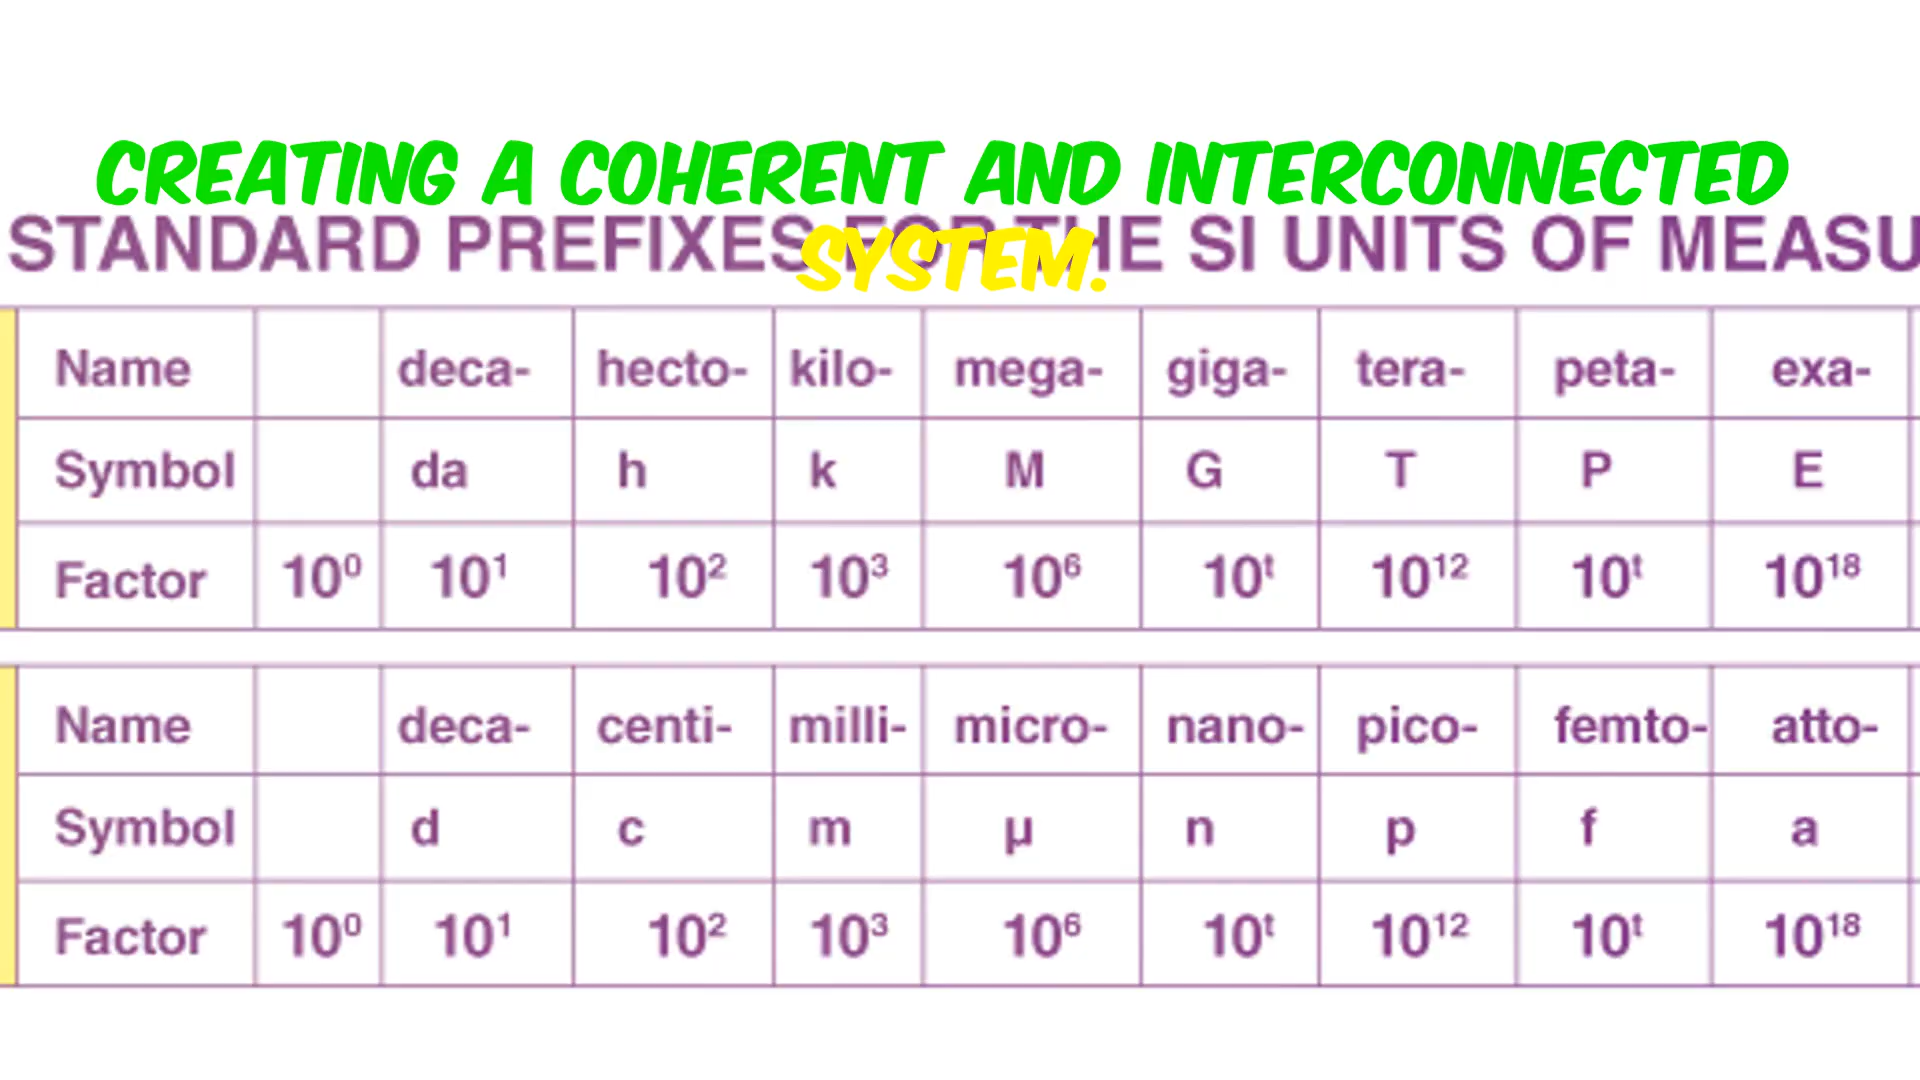 CREATING A COHERENT AND INTERCONNECTED
SYSTEM.
STANDARD PREFIXES FOR THE SI UNITS OF MEASU
Name deca- hecto- kilo- mega- giga- tera- peta- exa-
Symbol da h k M G T P E
Factor 10⁰ 10¹ 10² 10³ 10⁶ 10ᵗ 10¹² 10ᵗ 10¹⁸
Name deca- centi- milli- micro- nano- pico- femto- atto-
Symbol d c m µ n p f a
Factor 10⁰ 10¹ 10² 10³ 10⁶ 10ᵗ 10¹² 10ᵗ 10¹⁸